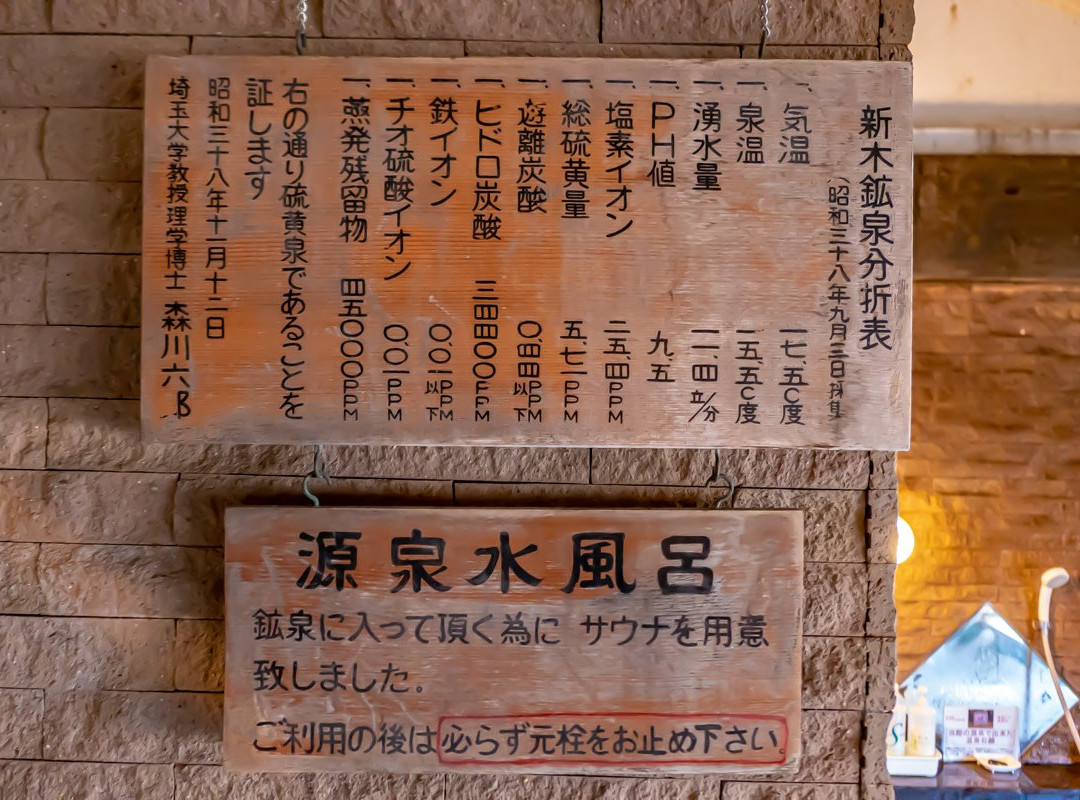 新木鉱泉分折表
(昭和三十八年九月三日採集
一、気温 一七、五C度
一、泉温 一五、五C度
一、湧水量 一一、四 立/分
一、PH値 九、五
一、塩素イオン 二五、四PPM
一、総硫黄量 五、七一PPM
一、遊離炭酸 〇、四四PPM以下
一、ヒドロ炭酸 三四四〇〇PPM
一、鉄イオン 〇、〇一PPM以下
一、チオ硫酸イオン 〇、〇一PPM
一、蒸発残留物 四五〇〇〇PPM
右の通り硫黄泉であることを
証します
昭和三十八年十一月十二日
埼玉大学教授理学博士 森川六郎
源泉水風呂
鉱泉に入って頂く為に サウナを用意
致しました。
ご利用の後は必らず元栓をお止め下さい。